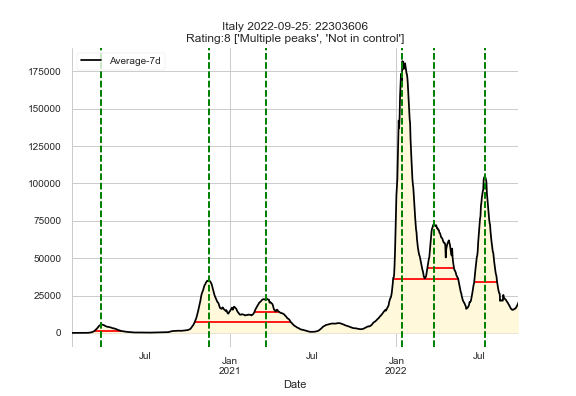 Italy 2022-09-25: 22303606
Rating:8 ['Multiple peaks', 'Not in control']
Average-7d
175000
150000
125000
100000
75000
50000
25000
0
Jul
Jan
2021
Jul
Jan
2022
Jul
Date